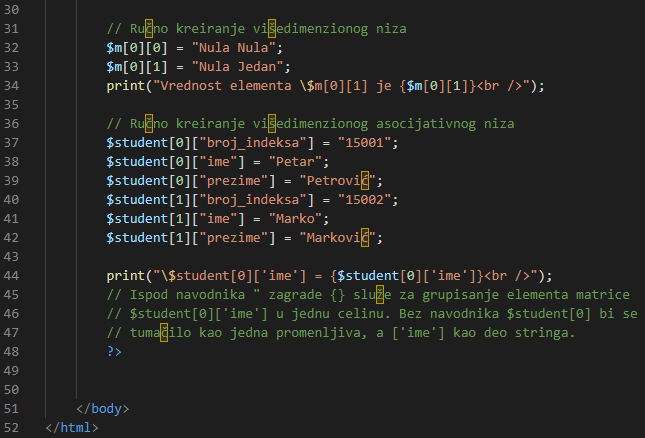 30
31 // Ručno kreiranje višedimenzionog niza
32 $m[0][0] = "Nula Nula";
33 $m[0][1] = "Nula Jedan";
34 print("Vrednost elementa \$m[0][1] je {$m[0][1]}<br />");
35
36 // Ručno kreiranje višedimenzionog asocijativnog niza
37 $student[0]["broj_indeksa"] = "15001";
38 $student[0]["ime"] = "Petar";
39 $student[0]["prezime"] = "Petrović";
40 $student[1]["broj_indeksa"] = "15002";
41 $student[1]["ime"] = "Marko";
42 $student[1]["prezime"] = "Marković";
43
44 print("\$student[0]['ime'] = {$student[0]['ime']}<br />");
45 // Ispod navodnika " zagrade {} služe za grupisanje elementa matrice
46 // $student[0]['ime'] u jednu celinu. Bez navodnika $student[0] bi se
47 // tumačilo kao jedna promenljiva, a ['ime'] kao deo stringa.
48 ?>
49
50
51 </body>
52 </html>